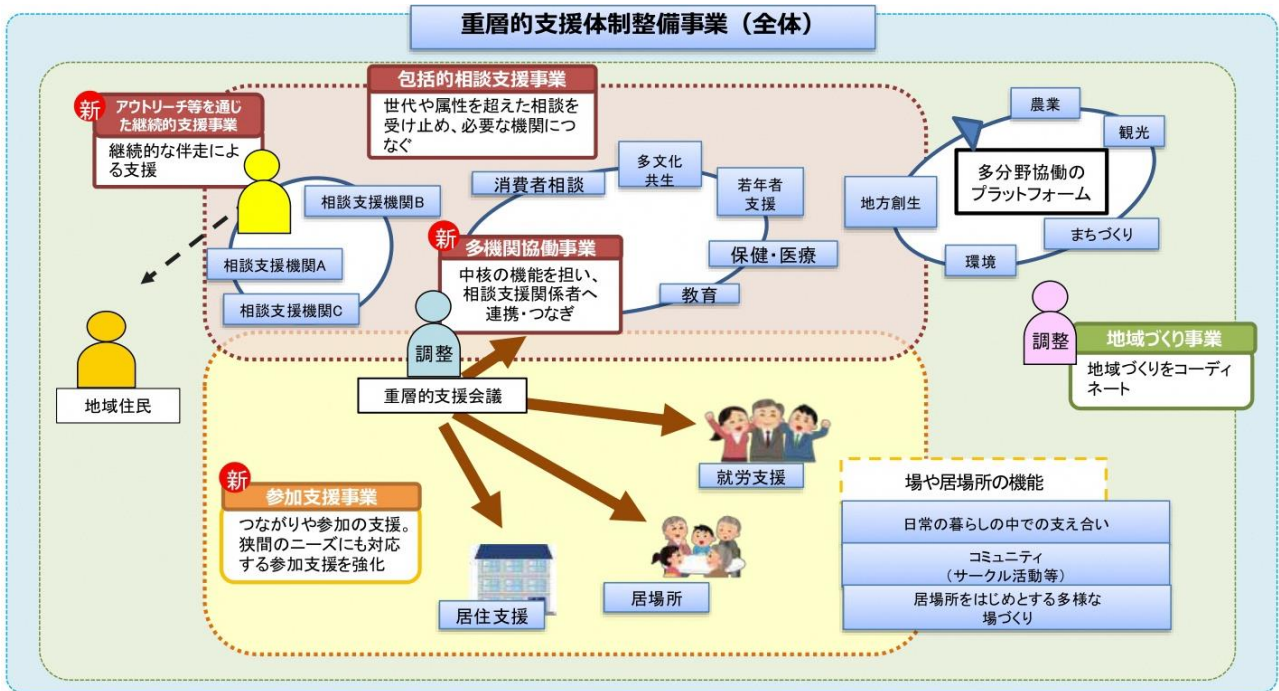 重層的支援体制整備事業（全体）
新
アウトリーチ等を通じ
た継続的支援事業
継続的な伴走によ
る支援
包括的相談支援事業
世代や属性を超えた相談を
受け止め、必要な機関につ
なぐ
相談支援機関B
相談支援機関A
相談支援機関C
消費者相談
多文化
共生
若年者
支援
保健・医療
教育
新
多機関協働事業
中核の機能を担い、
相談支援関係者へ
連携・つなぎ
調整
重層的支援会議
農業
観光
多分野協働の
プラットフォーム
地方創生
まちづくり
環境
調整
地域づくり事業
地域づくりをコーディ
ネート
地域住民
新
参加支援事業
つながりや参加の支援。
狭間のニーズにも対応
する参加支援を強化
就労支援
居場所
居住支援
場や居場所の機能
日常の暮らしの中での支え合い
コミュニティ
（サークル活動等）
居場所をはじめとする多様な
場づくり